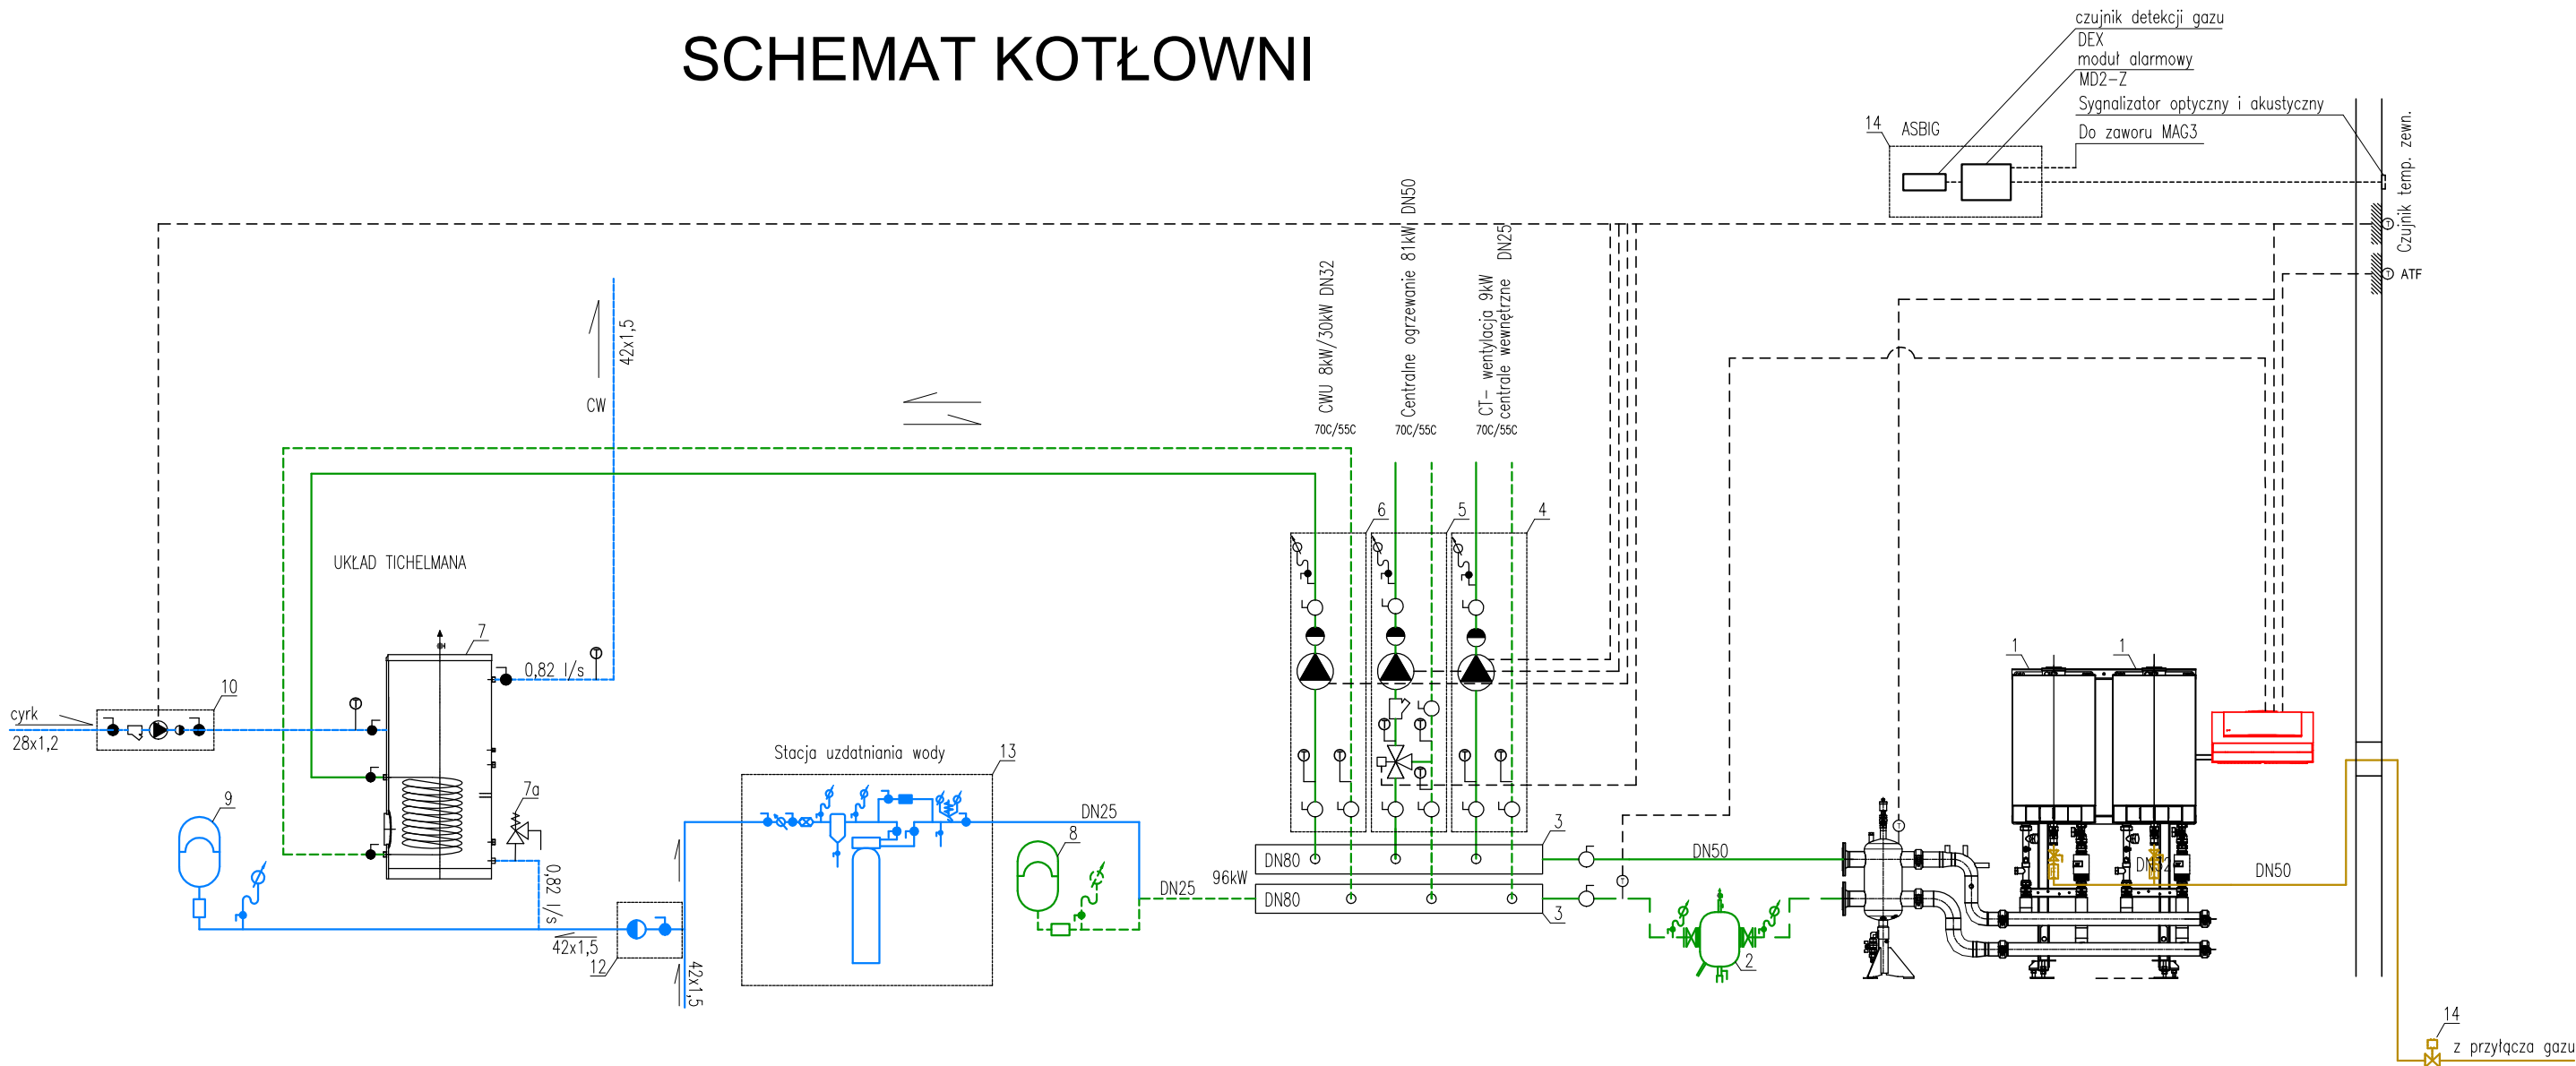 SCHEMAT KOTŁOWNI
czujnik detekcji gazu
DEX
moduł alarmowy
MD2-Z
Sygnalizator optyczny i akustyczny
Do zaworu MAG3
14
ASBIG
Czujnik temp. zewn.
ATF
CWU 8kW/30kW DN32
70C/55C
Centralne ogrzewanie 81kW DN50
70C/55C
CT- wentylacja 9kW
centrale wewnętrzne DN25
70C/55C
42x1,5
CW
UKŁAD TICHELMANA
6
5
4
7
0,82 l/s
10
cyrk
28x1,2
1
1
Stacja uzdatniania wody
13
9
7a
DN25
8
3
DN80
DN50
DN32
DN50
0,82 l/s
DN25
96kW
DN80
3
42x1,5
12
42x1,5
2
14
z przyłącza gazu